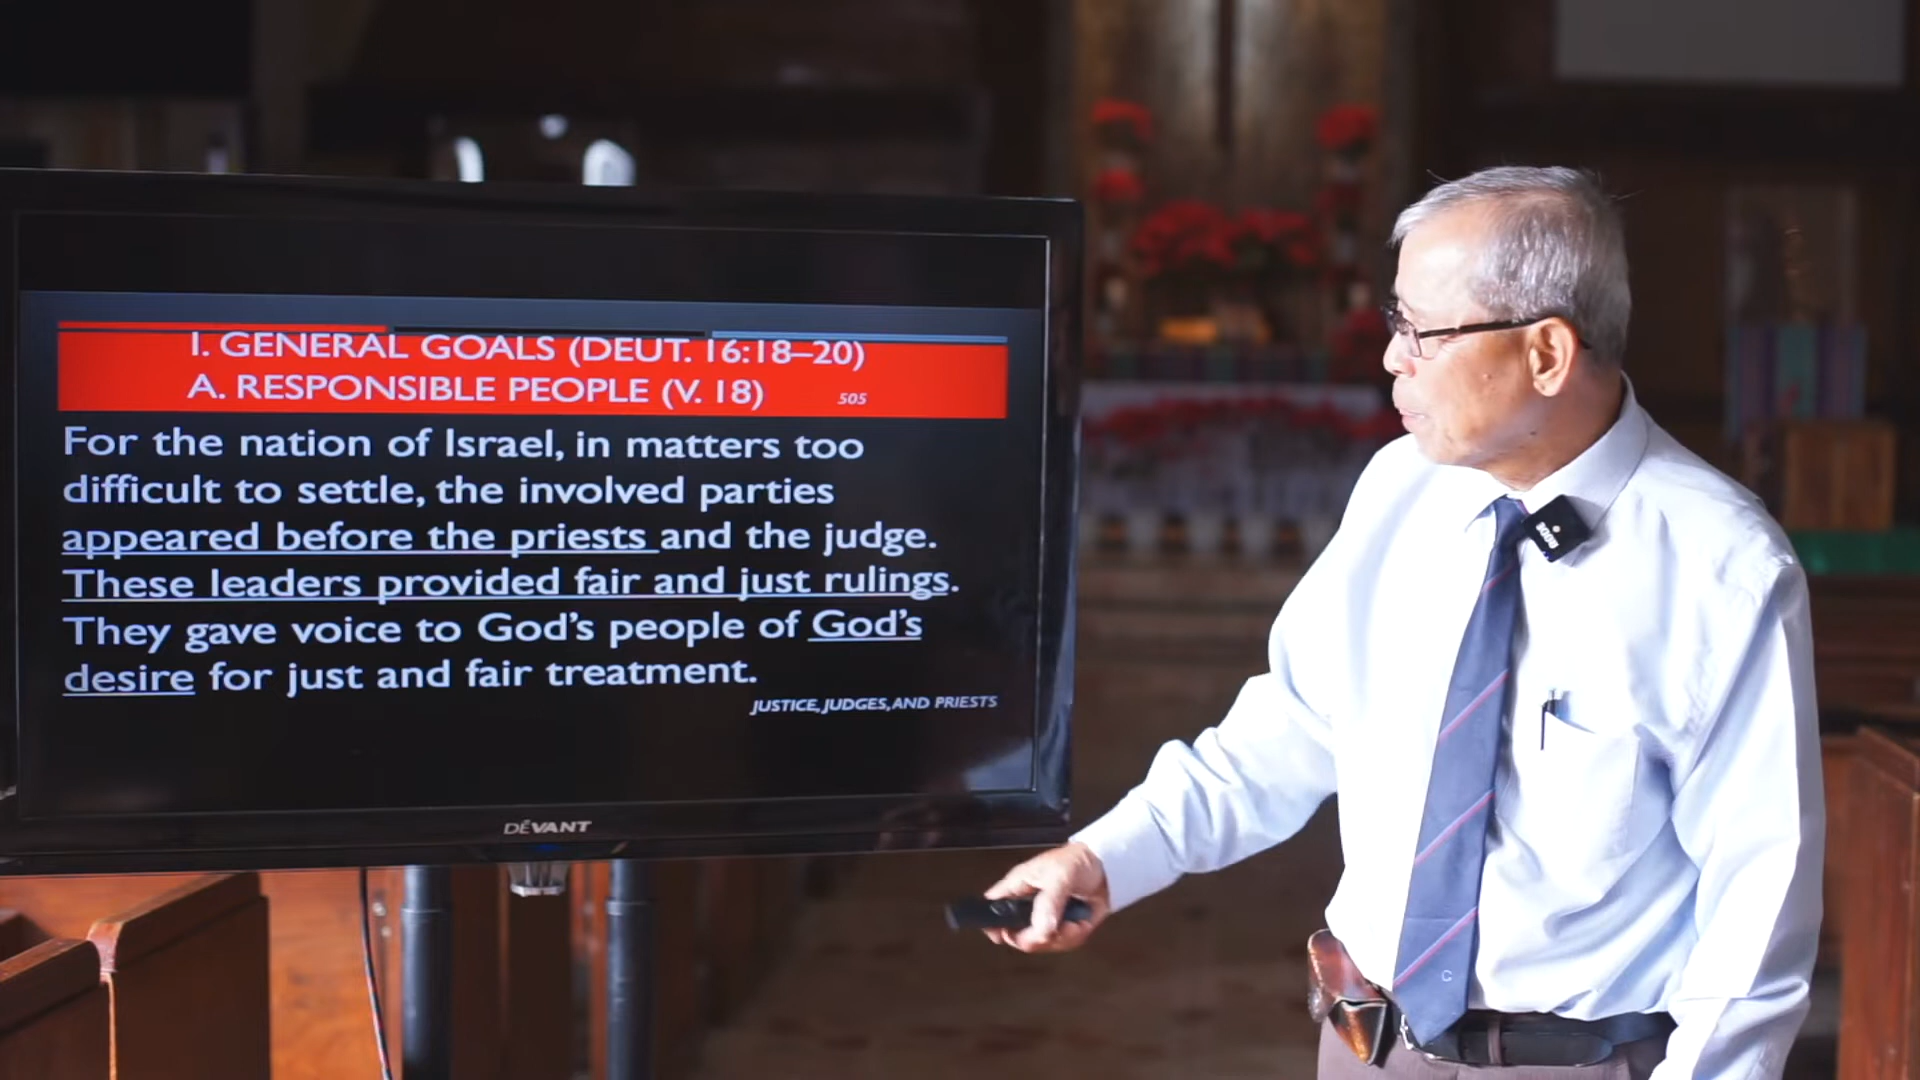 I. GENERAL GOALS (DEUT. 16:18–20)
A. RESPONSIBLE PEOPLE (V. 18) 505
For the nation of Israel, in matters too
difficult to settle, the involved parties
appeared before the priests and the judge.
These leaders provided fair and just rulings.
They gave voice to God's people of God's
desire for just and fair treatment.
JUSTICE, JUDGES, AND PRIESTS
DEVANT
RODE
G